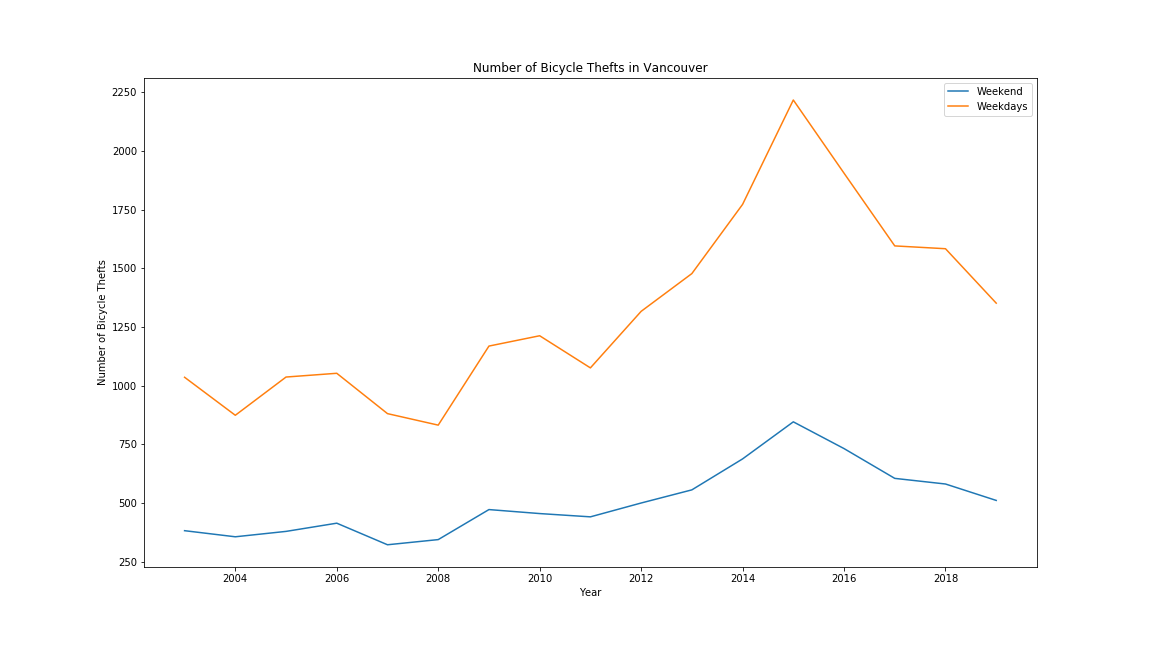 Number of Bicycle Thefts in Vancouver
Weekend
Weekdays
2250
2000
1750
1500
1250
1000
750
500
250
Number of Bicycle Thefts
2004 2006 2008 2010 2012 2014 2016 2018
Year